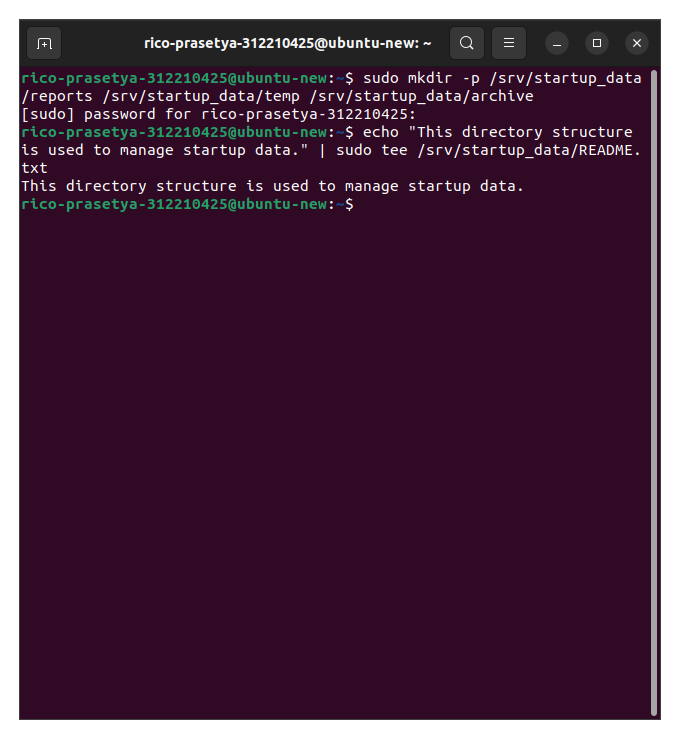 rico-prasetya-312210425@ubuntu-new: ~
rico-prasetya-312210425@ubuntu-new:~$ sudo mkdir -p /srv/startup_data
/reports /srv/startup_data/temp /srv/startup_data/archive
[sudo] password for rico-prasetya-312210425:
rico-prasetya-312210425@ubuntu-new:~$ echo "This directory structure
is used to manage startup data." | sudo tee /srv/startup_data/README.
txt
This directory structure is used to manage startup data.
rico-prasetya-312210425@ubuntu-new:~$